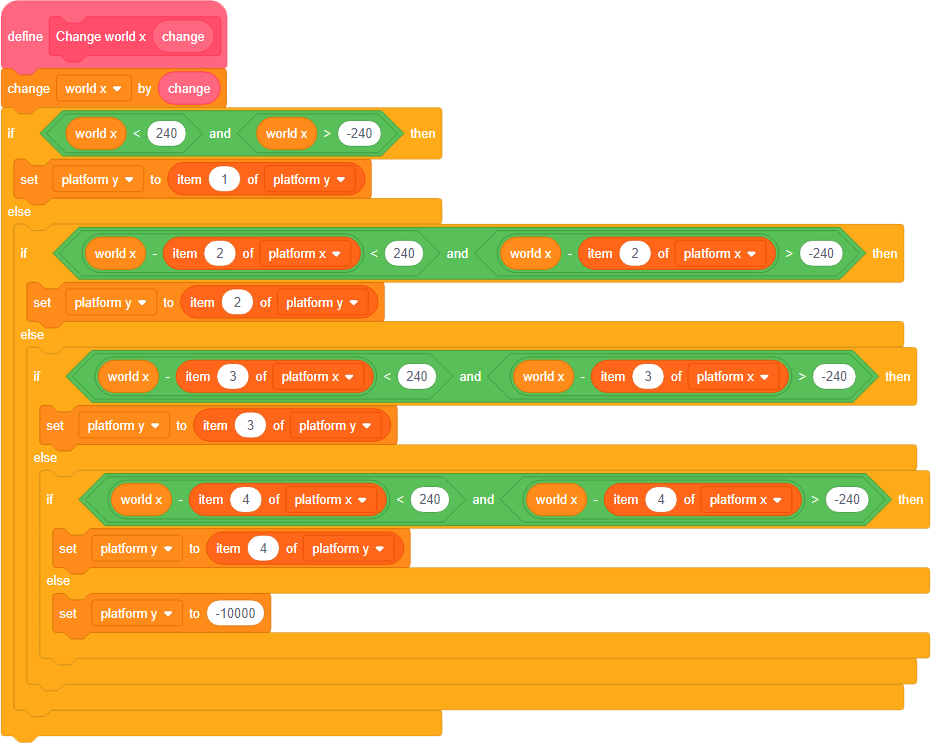 define Change world x change
change world x by change
if world x < 240 and world x > -240 then
set platform y to item 1 of platform y
else
if world x - item 2 of platform x < 240 and world x - item 2 of platform x > -240 then
set platform y to item 2 of platform y
else
if world x - item 3 of platform x < 240 and world x - item 3 of platform x > -240 then
set platform y to item 3 of platform y
else
if world x - item 4 of platform x < 240 and world x - item 4 of platform x > -240 then
set platform y to item 4 of platform y
else
set platform y to -10000